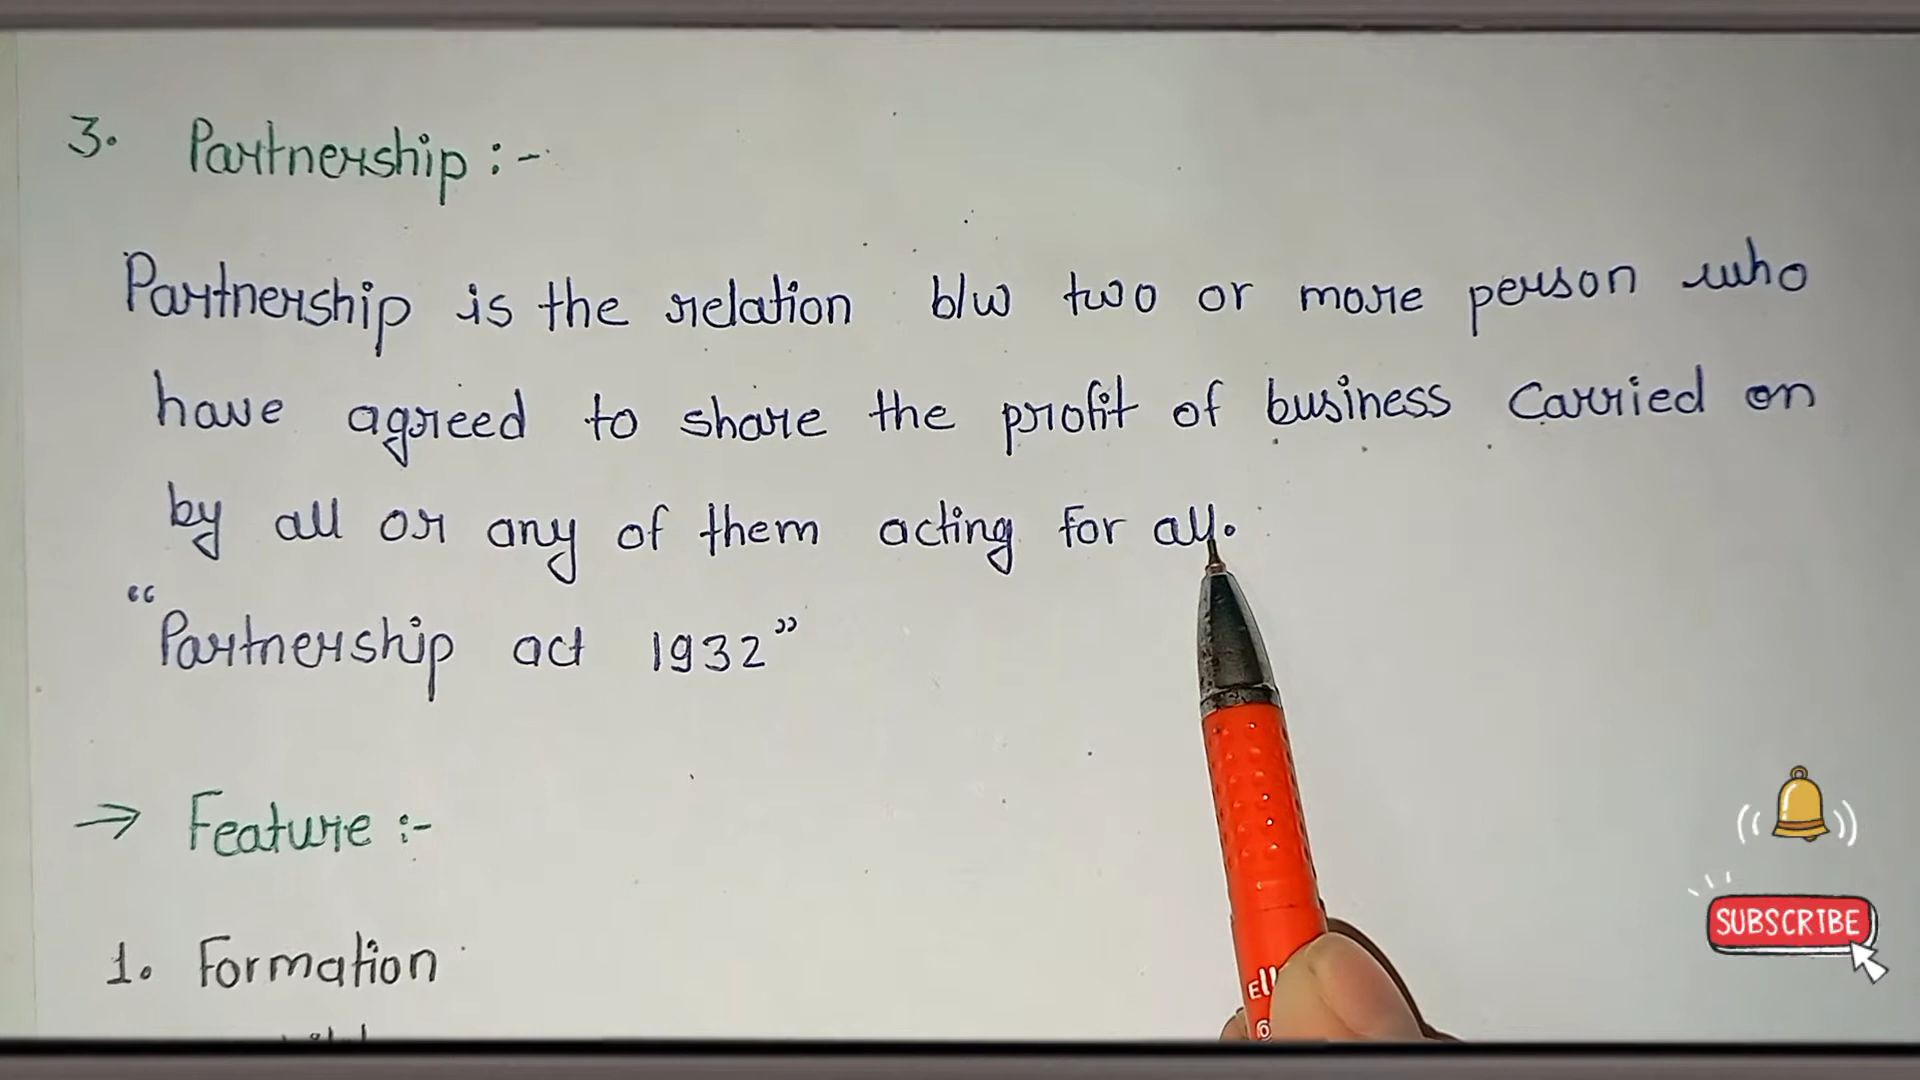 3. Partnership :-
Partnership is the relation b/w two or more person who
have agreed to share the profit of business carried on
by all or any of them acting for all.
"Partnership act 1932"
→ Feature :-
1. Formation
SUBSCRIBE